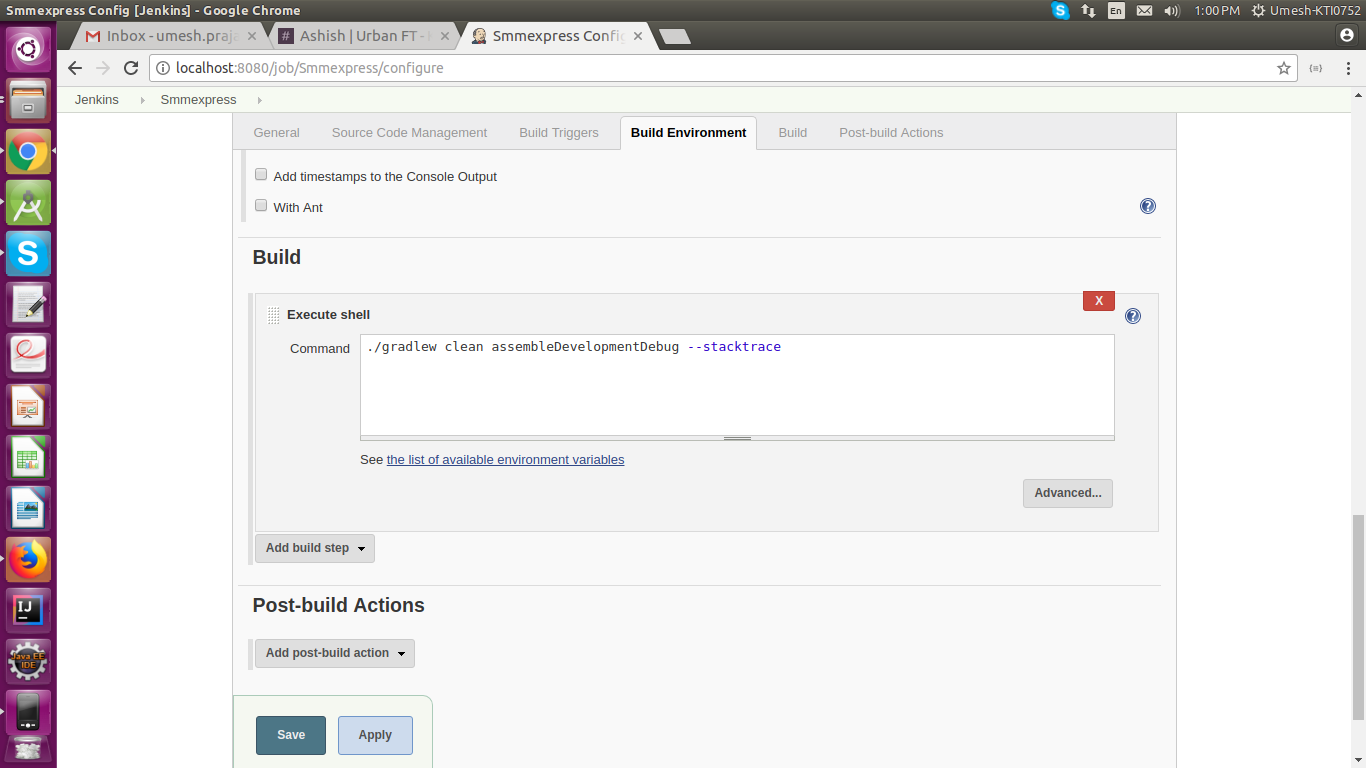 Smmexpress Config [Jenkins] - Google Chrome
En
1:00 PM
Umesh-KTI0752
Inbox - umesh.praja
Ashish | Urban FT -
Smmexpress Config
localhost:8080/job/Smmexpress/configure
Jenkins
Smmexpress
General
Source Code Management
Build Triggers
Build Environment
Build
Post-build Actions
Add timestamps to the Console Output
With Ant
?
Build
X
Execute shell
?
Command
./gradlew clean assembleDevelopmentDebug --stacktrace
See the list of available environment variables
Advanced...
Add build step
Post-build Actions
Add post-build action
Save
Apply
IJ
Java EE
IDE